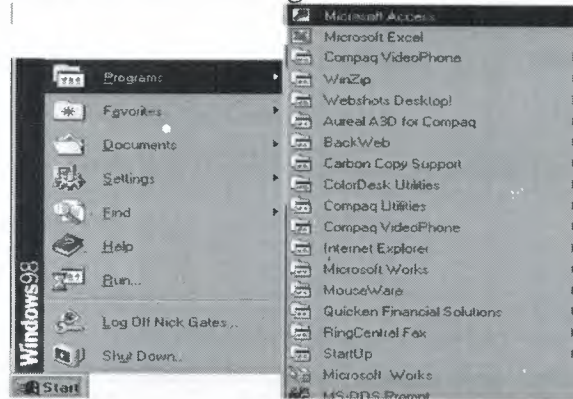 Programs
Favorites
Documents
Settings
Find
Help
Run...
Log Off Nick Gates...
Shut Down...
Windows98
Start
Microsoft Access
Microsoft Excel
Compaq VideoPhone
WinZip
Webshots Desktop!
Aureal A3D for Compaq
BackWeb
Carbon Copy Support
ColorDesk Utilities
Compaq Utilities
Compaq VideoPhone
Internet Explorer
Microsoft Works
MouseWare
Quicken Financial Solutions
RingCentral Fax
StartUp
Microsoft Works
MS-DOS Prompt